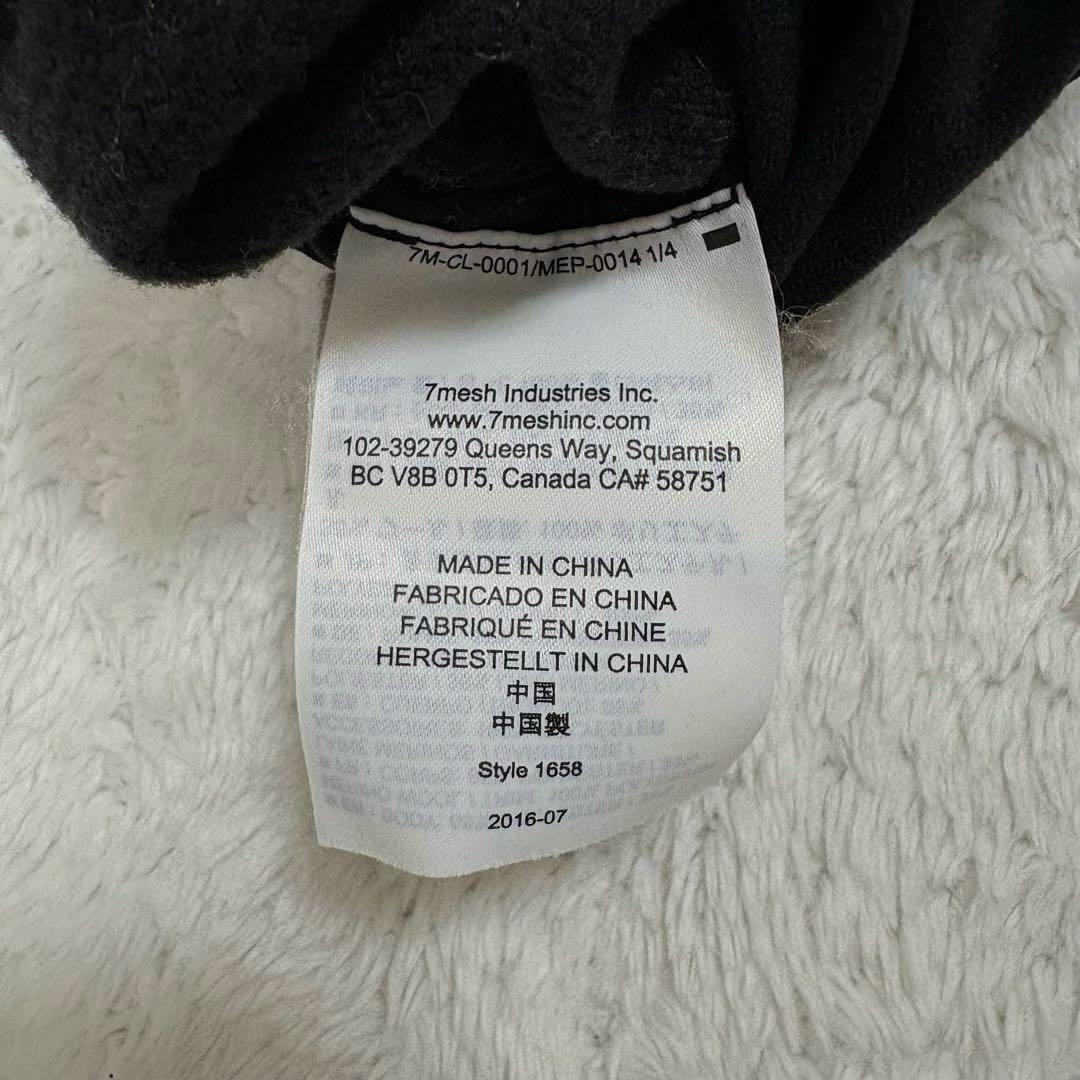 7M-CL-0001/MEP-0014 1/4
7mesh Industries Inc.
www.7meshinc.com
102-39279 Queens Way, Squamish
BC V8B 0T5, Canada CA# 58751
MADE IN CHINA
FABRICADO EN CHINA
FABRIQUÉ EN CHINE
HERGESTELLT IN CHINA
中国
中国製
Style 1658
2016-07